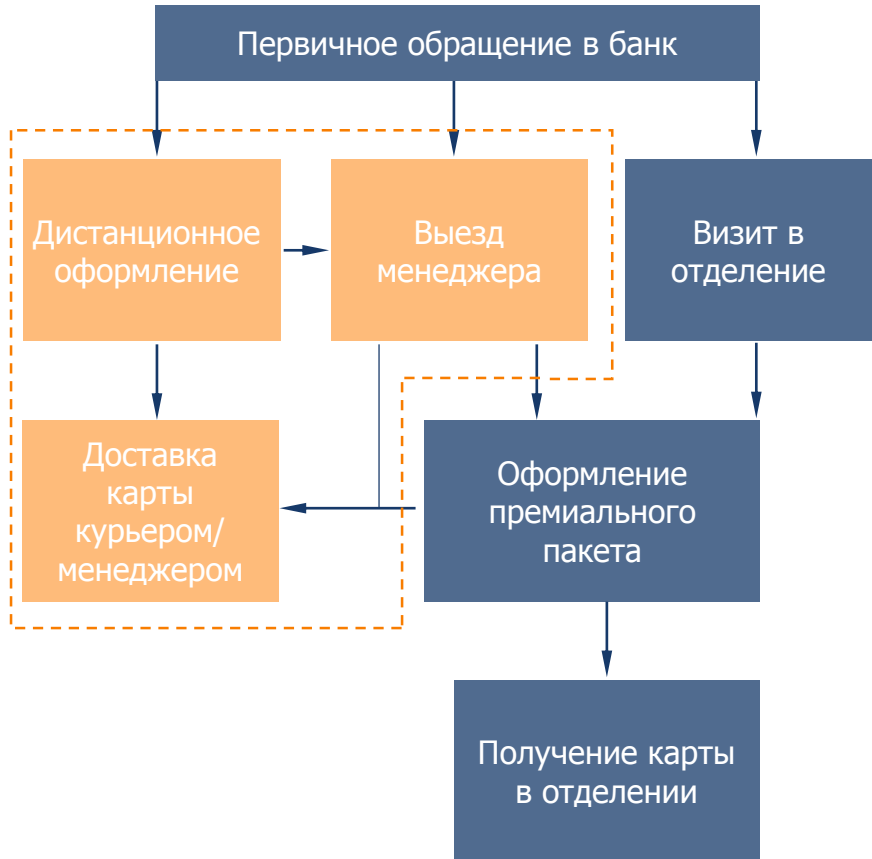 Первичное обращение в банк
Дистанционное
оформление
Выезд
менеджера
Визит в
отделение
Доставка
карты
курьером/
менеджером
Оформление
премиального
пакета
Получение карты
в отделении